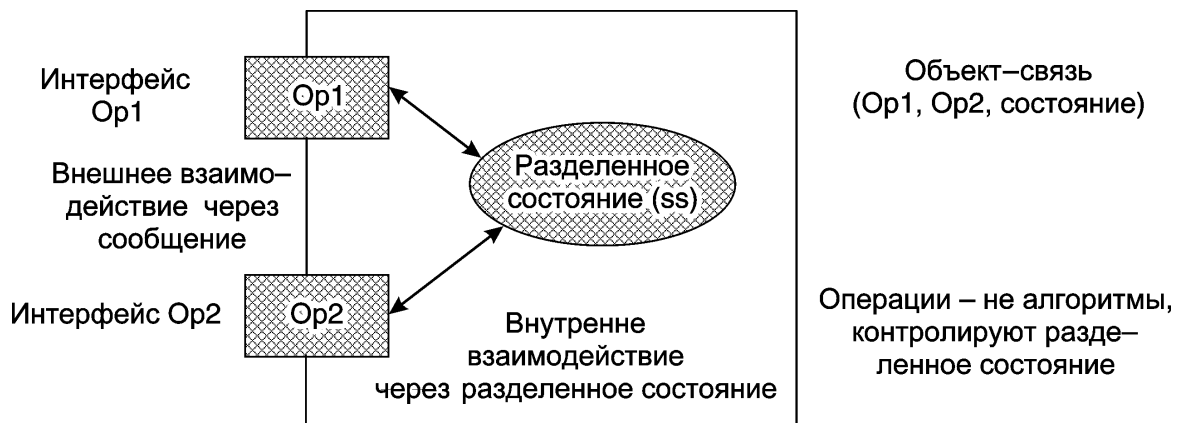 Интерфейс
Op1
Op1
Объект–связь
(Op1, Op2, состояние)
Внешнее взаимо–
действие через
сообщение
Разделенное
состояние (ss)
Интерфейс Op2
Op2
Внутренне
взаимодействие
через разделенное состояние
Операции – не алгоритмы,
контролируют разде–
ленное состояние